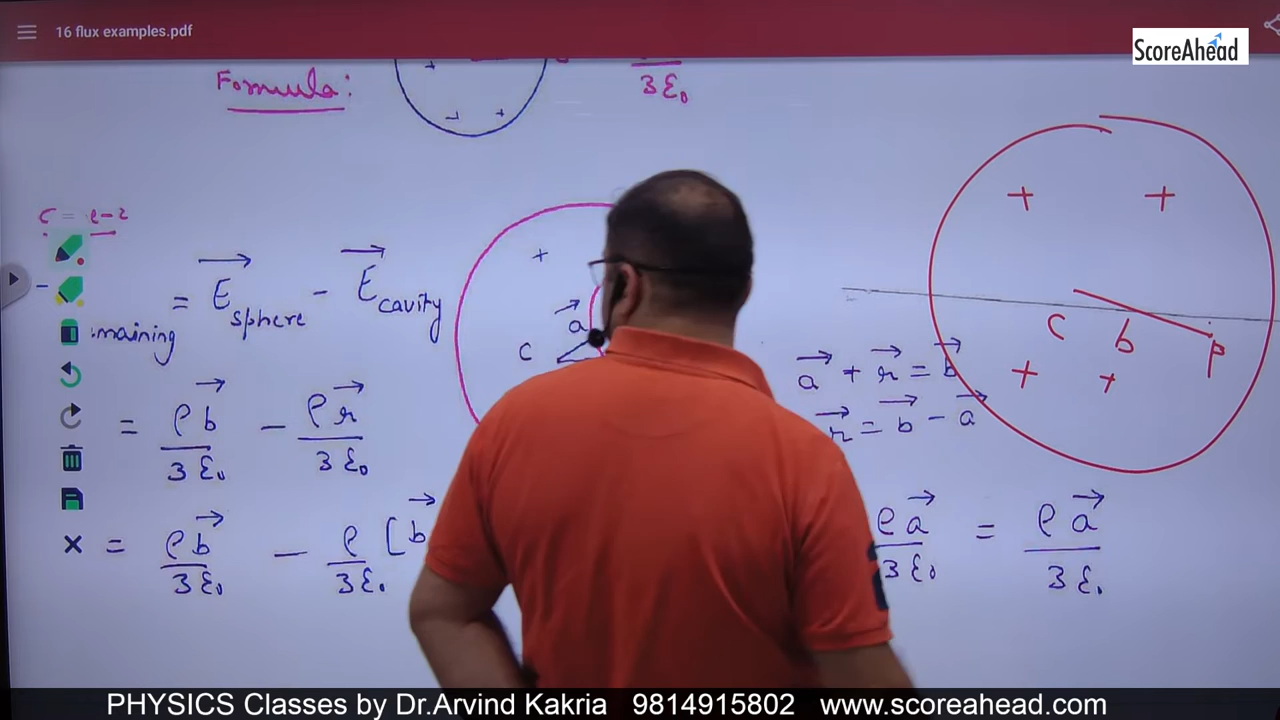 16 flux examples.pdf
ScoreAhead
Formula:
3ε₀
+
+
C = e-2
+ +
+
= E⃗sphere - E⃗cavity
a⃗
C
maining
C b P
+ +
a⃗ + r⃗ = b⃗
r⃗ = b⃗ - a⃗
= ρb⃗/3ε₀ - ρr⃗/3ε₀
= ρb⃗/3ε₀ - ρ/3ε₀ [b⃗
ρa⃗/3ε₀ = ρa⃗/3ε₀
PHYSICS Classes by Dr.Arvind Kakria 9814915802 www.scoreahead.com